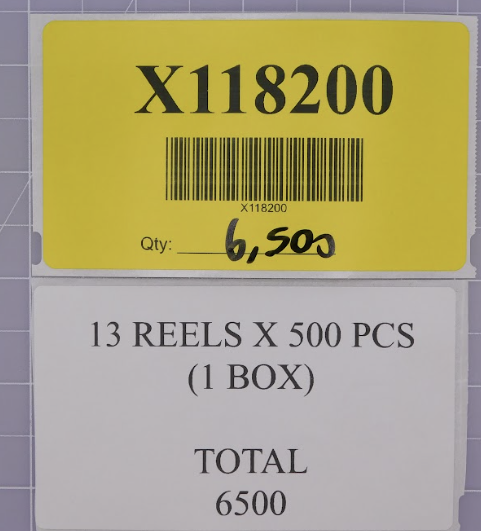 X118200
X118200
Qty: 6,500
13 REELS X 500 PCS
(1 BOX)
TOTAL
6500